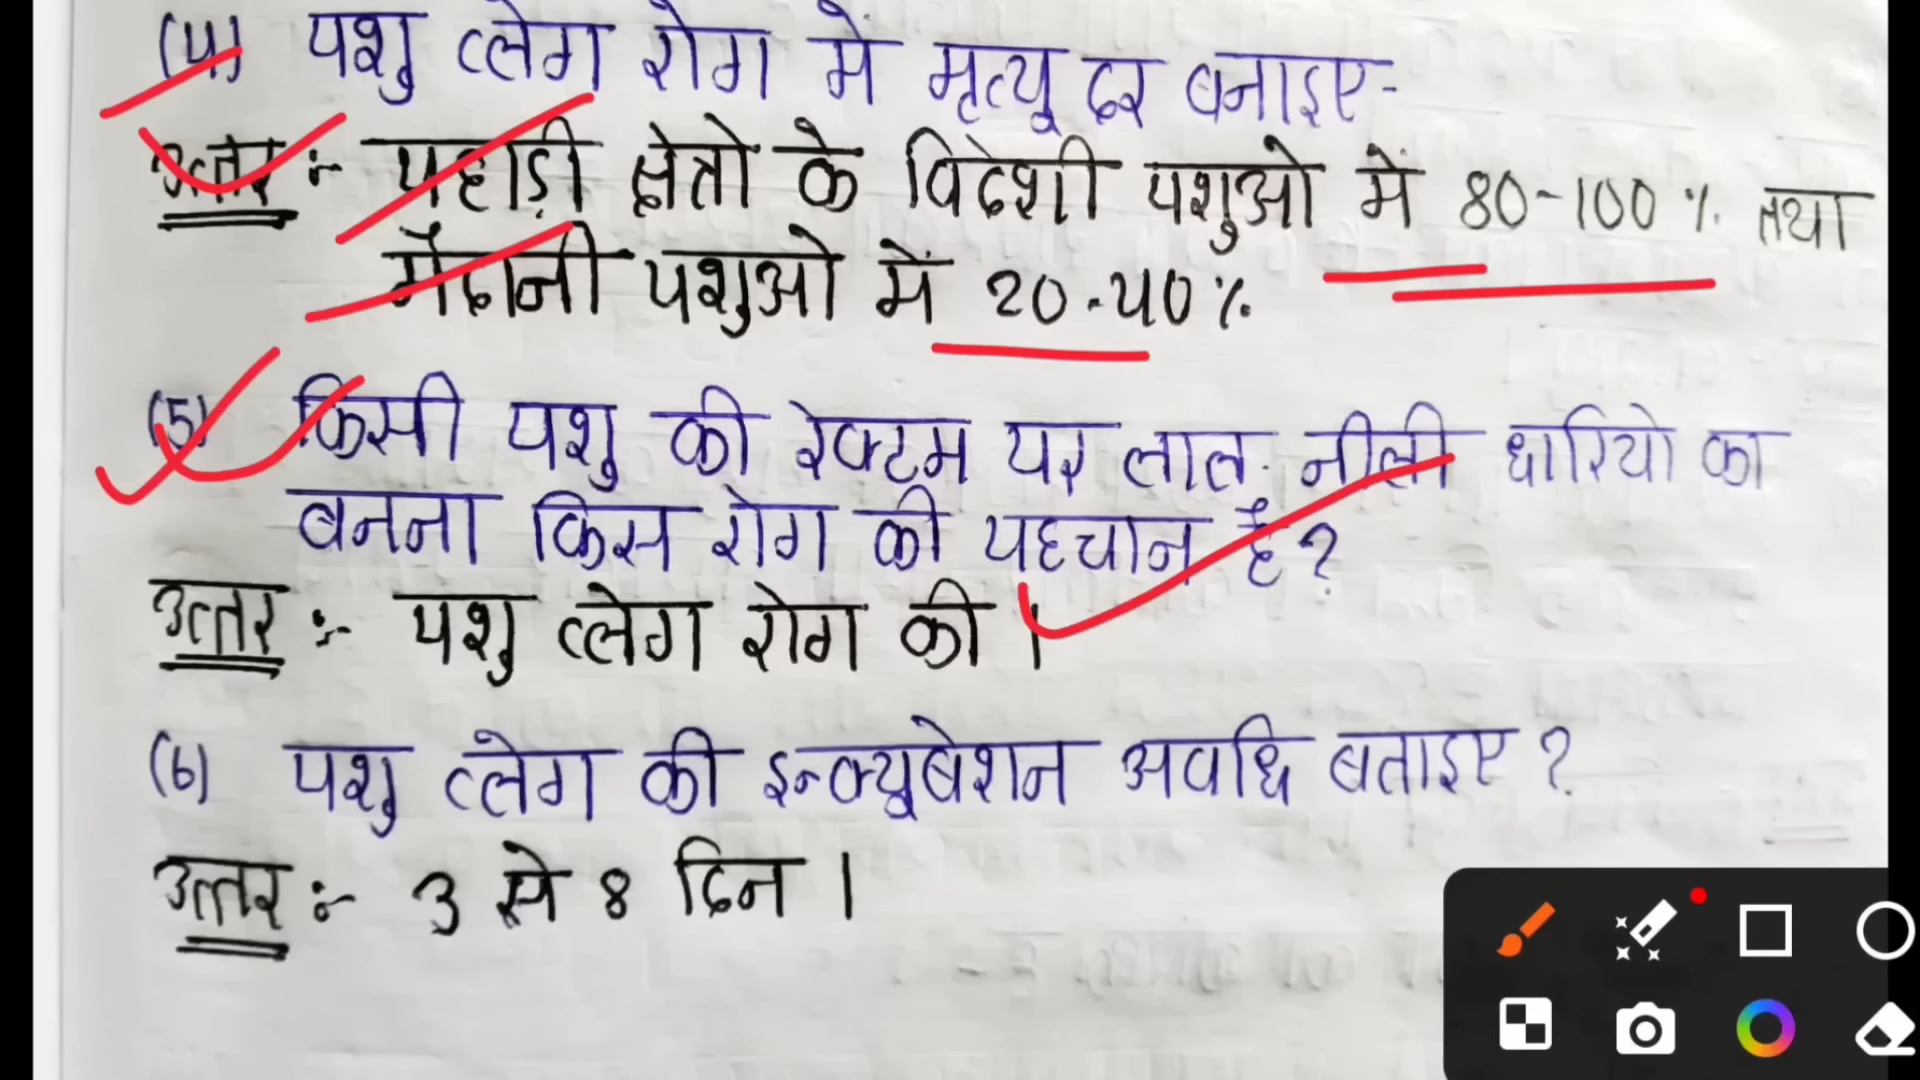 (4) पशु प्लेग रोग में मृत्यु दर बनाइए-
उत्तर :- पहाड़ी क्षेत्रो के विदेशी पशुओ में 80-100 % तथा
मैदानी पशुओ में 20-40%
(5) किसी पशु की रेक्टम पर लाल-नीली धारियो का
बनना किस रोग की पहचान है?
उत्तर :- पशु प्लेग रोग की ।
(6) पशु प्लेग की इन्क्यूबेशन अवधि बताइए ?
उत्तर :- 3 से 8 दिन ।